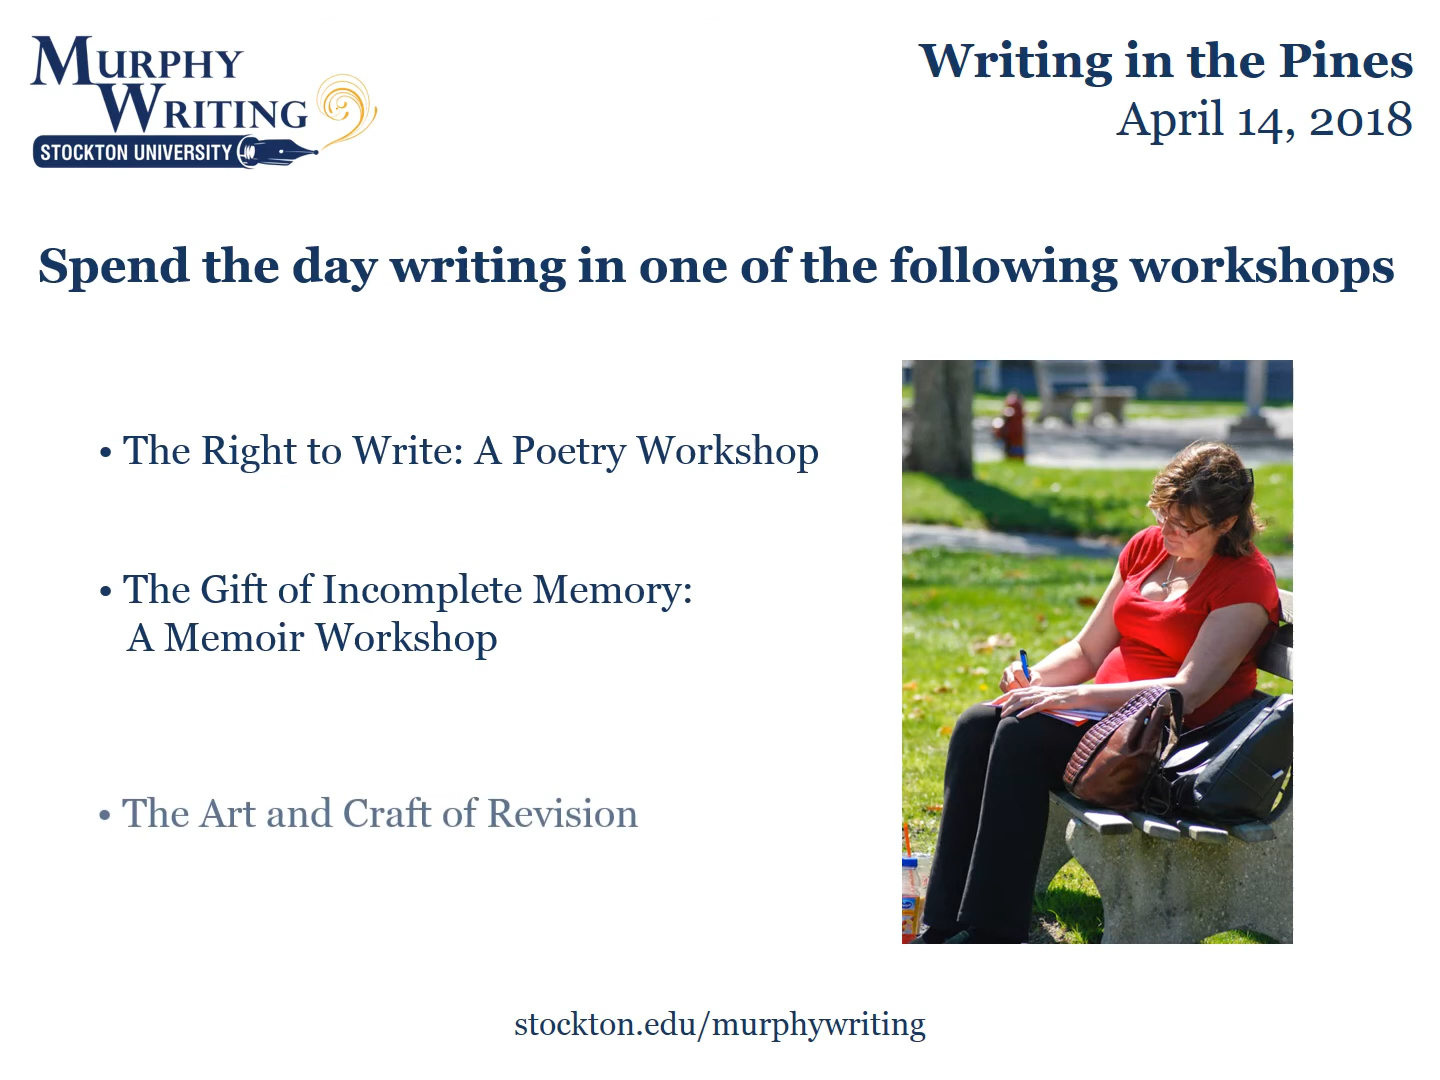 MURPHY
WRITING
STOCKTON UNIVERSITY
Writing in the Pines
April 14, 2018
Spend the day writing in one of the following workshops
• The Right to Write: A Poetry Workshop
• The Gift of Incomplete Memory:
A Memoir Workshop
• The Art and Craft of Revision
stockton.edu/murphywriting